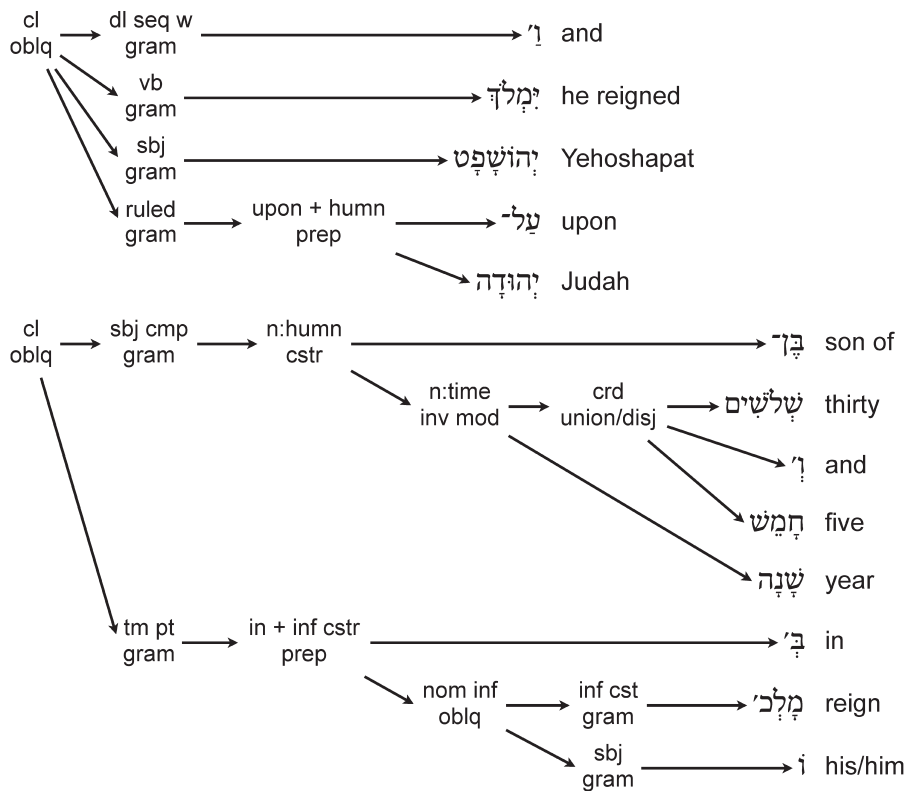 cl dl seq w
oblq gram וַ׳ and
vb
gram יִּמְלֹךְ he reigned
sbj
gram יְהוֹשָׁפָט Yehoshapat
ruled upon + humn
gram prep עַל־ upon
יְהוּדָה Judah
cl sbj cmp n:humn
oblq gram cstr בֶּן־ son of
n:time crd
inv mod union/disj שְׁלֹשִׁים thirty
וְ׳ and
חָמֵשׁ five
שָׁנָה year
tm pt in + inf cstr
gram prep בְּ׳ in
nom inf inf cst
oblq gram מָלְכ׳ reign
sbj
gram וֹ his/him